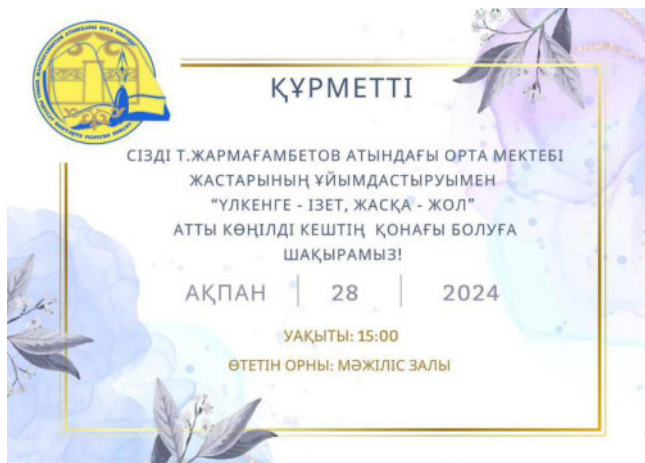 ҚҰРМЕТТІ
СІЗДІ Т.ЖАРМАҒАМБЕТОВ АТЫНДАҒЫ ОРТА МЕКТЕБІ
ЖАСТАРЫНЫҢ ҰЙЫМДАСТЫРУЫМЕН
“ҮЛКЕНГЕ - ІЗЕТ, ЖАСҚА - ЖОЛ”
АТТЫ КӨҢІЛДІ КЕШТІҢ ҚОНАҒЫ БОЛУҒА
ШАҚЫРАМЫЗ!
АҚПАН 28 2024
УАҚЫТЫ: 15:00
ӨТЕТІН ОРНЫ: МӘЖІЛІС ЗАЛЫ